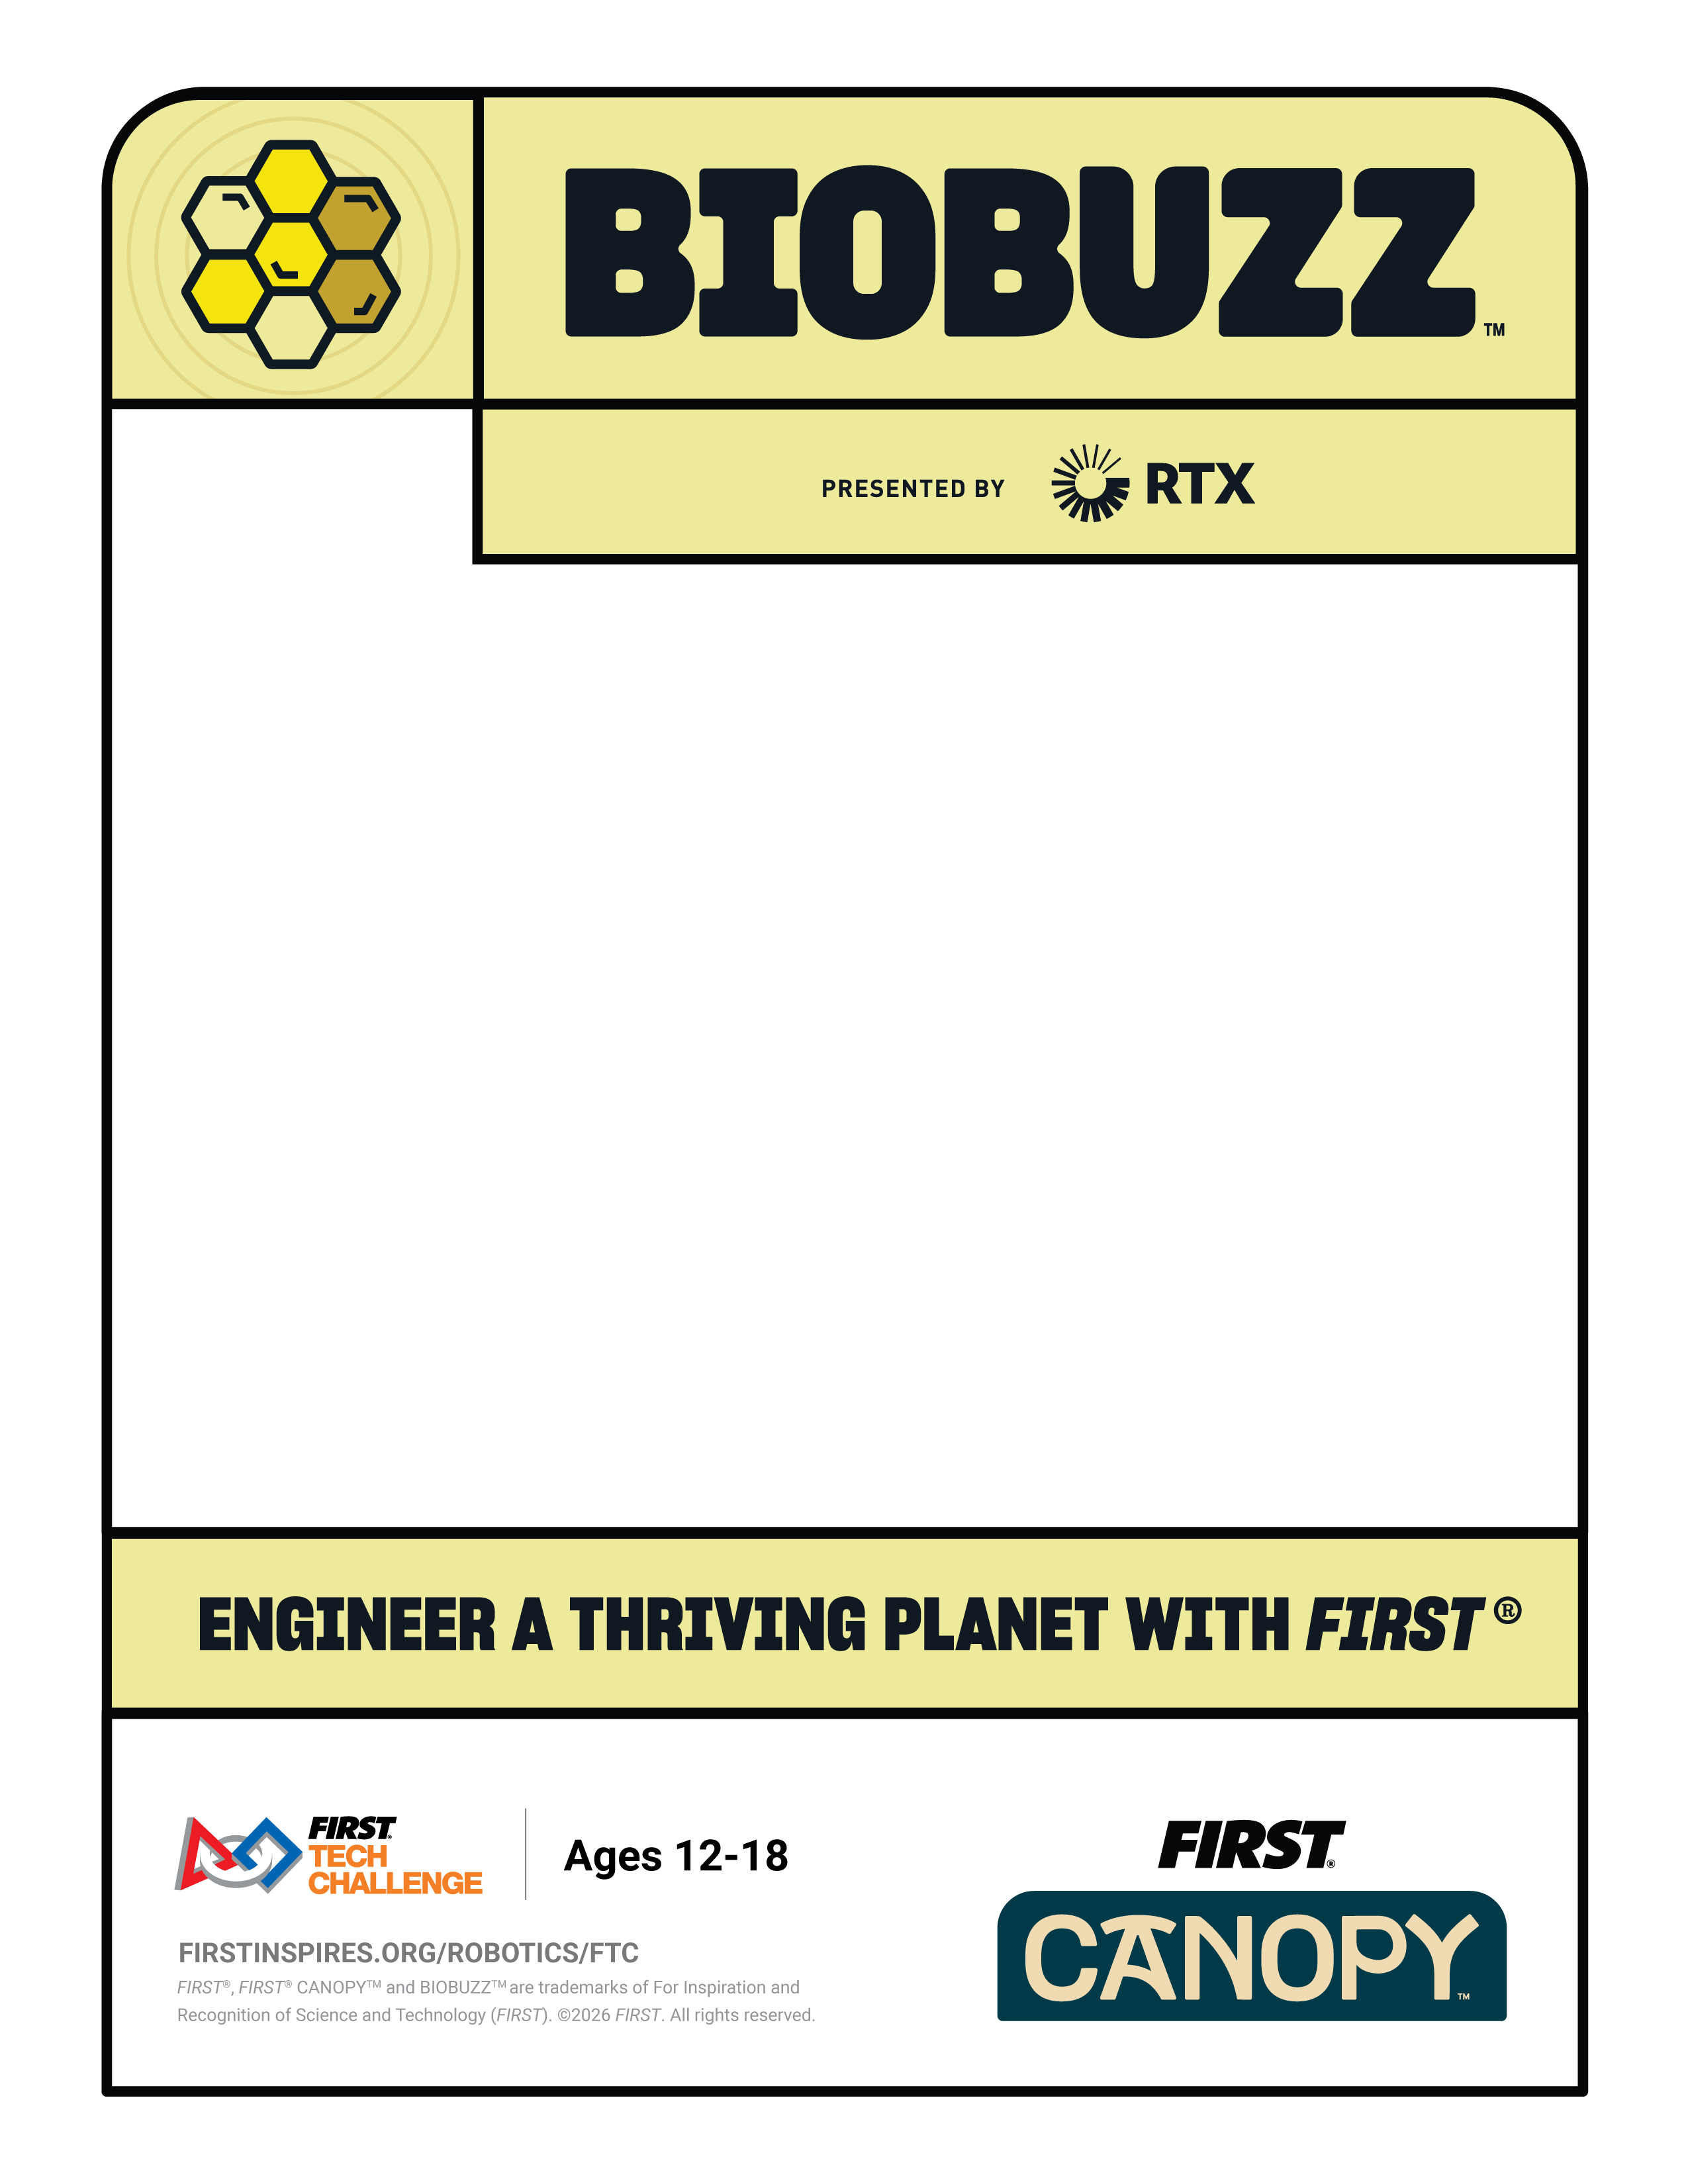 BIOBUZZ™
PRESENTED BY RTX
ENGINEER A THRIVING PLANET WITH FIRST®
FIRST®
TECH
CHALLENGE
Ages 12-18
FIRSTINSPIRES.ORG/ROBOTICS/FTC
FIRST®, FIRST® CANOPY™ and BIOBUZZ™ are trademarks of For Inspiration and
Recognition of Science and Technology (FIRST). ©2026 FIRST. All rights reserved.
FIRST®
CANOPY™